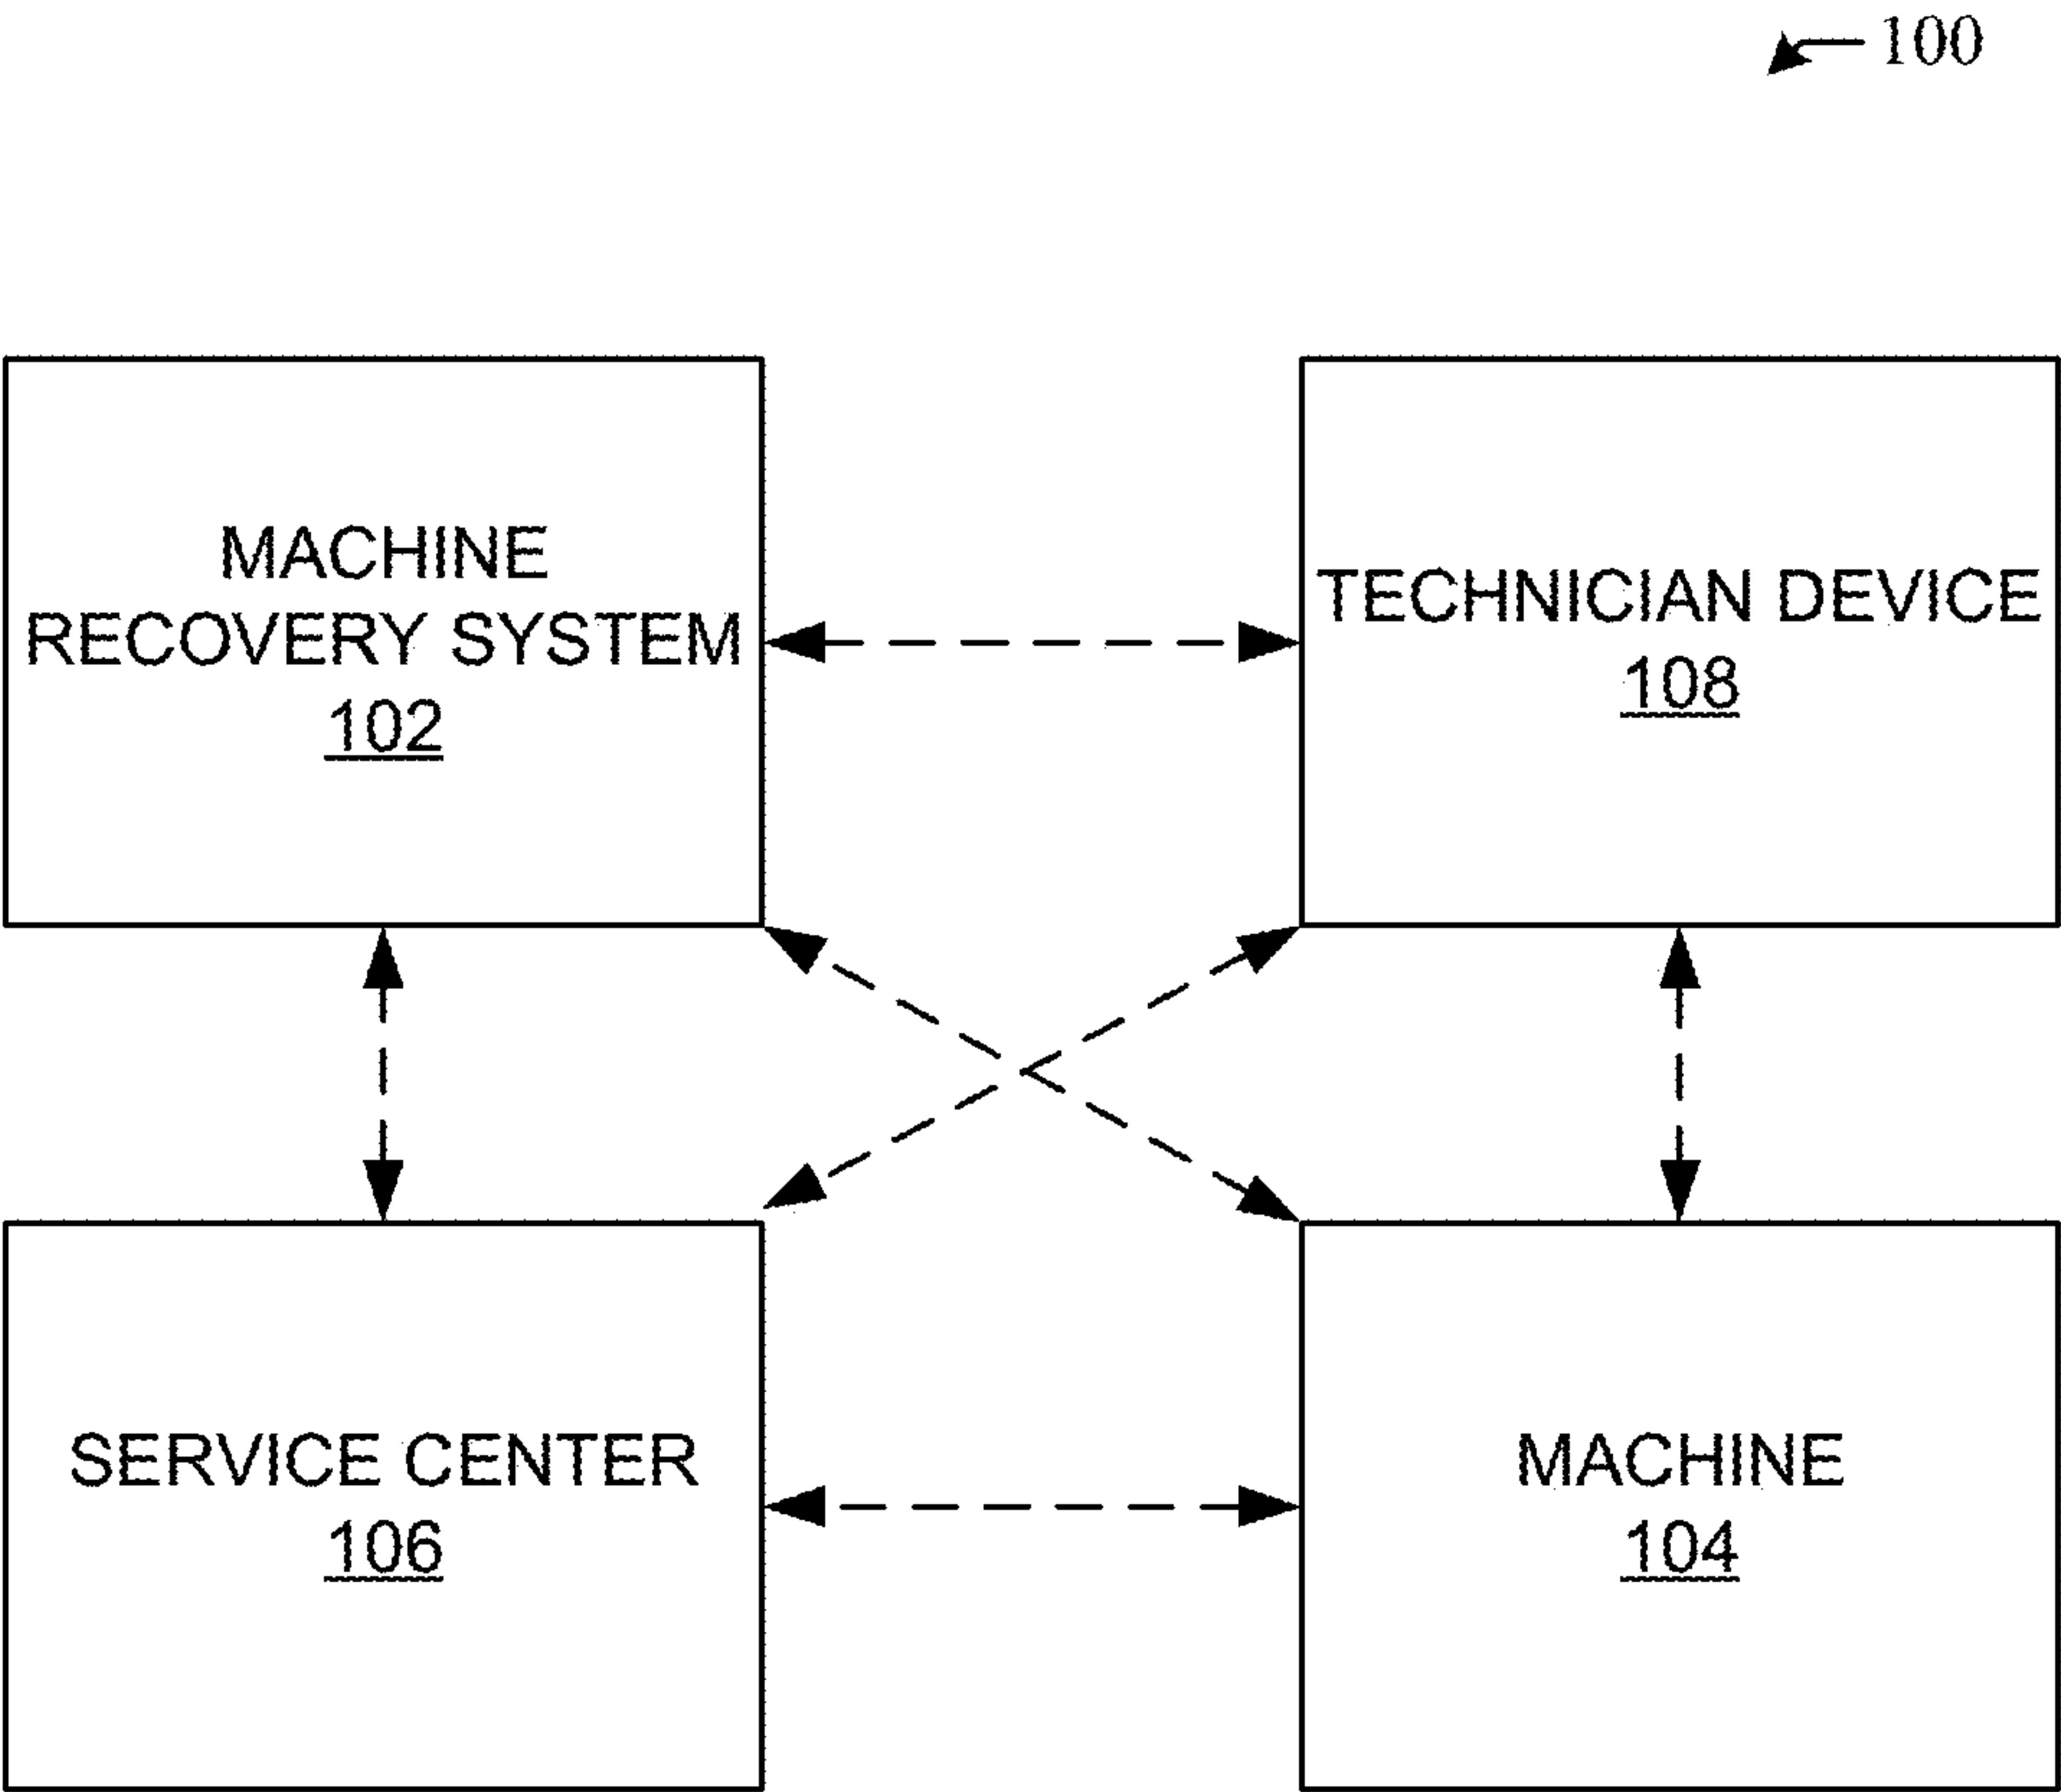 100
MACHINE
RECOVERY SYSTEM
102
TECHNICIAN DEVICE
108
SERVICE CENTER
106
MACHINE
104